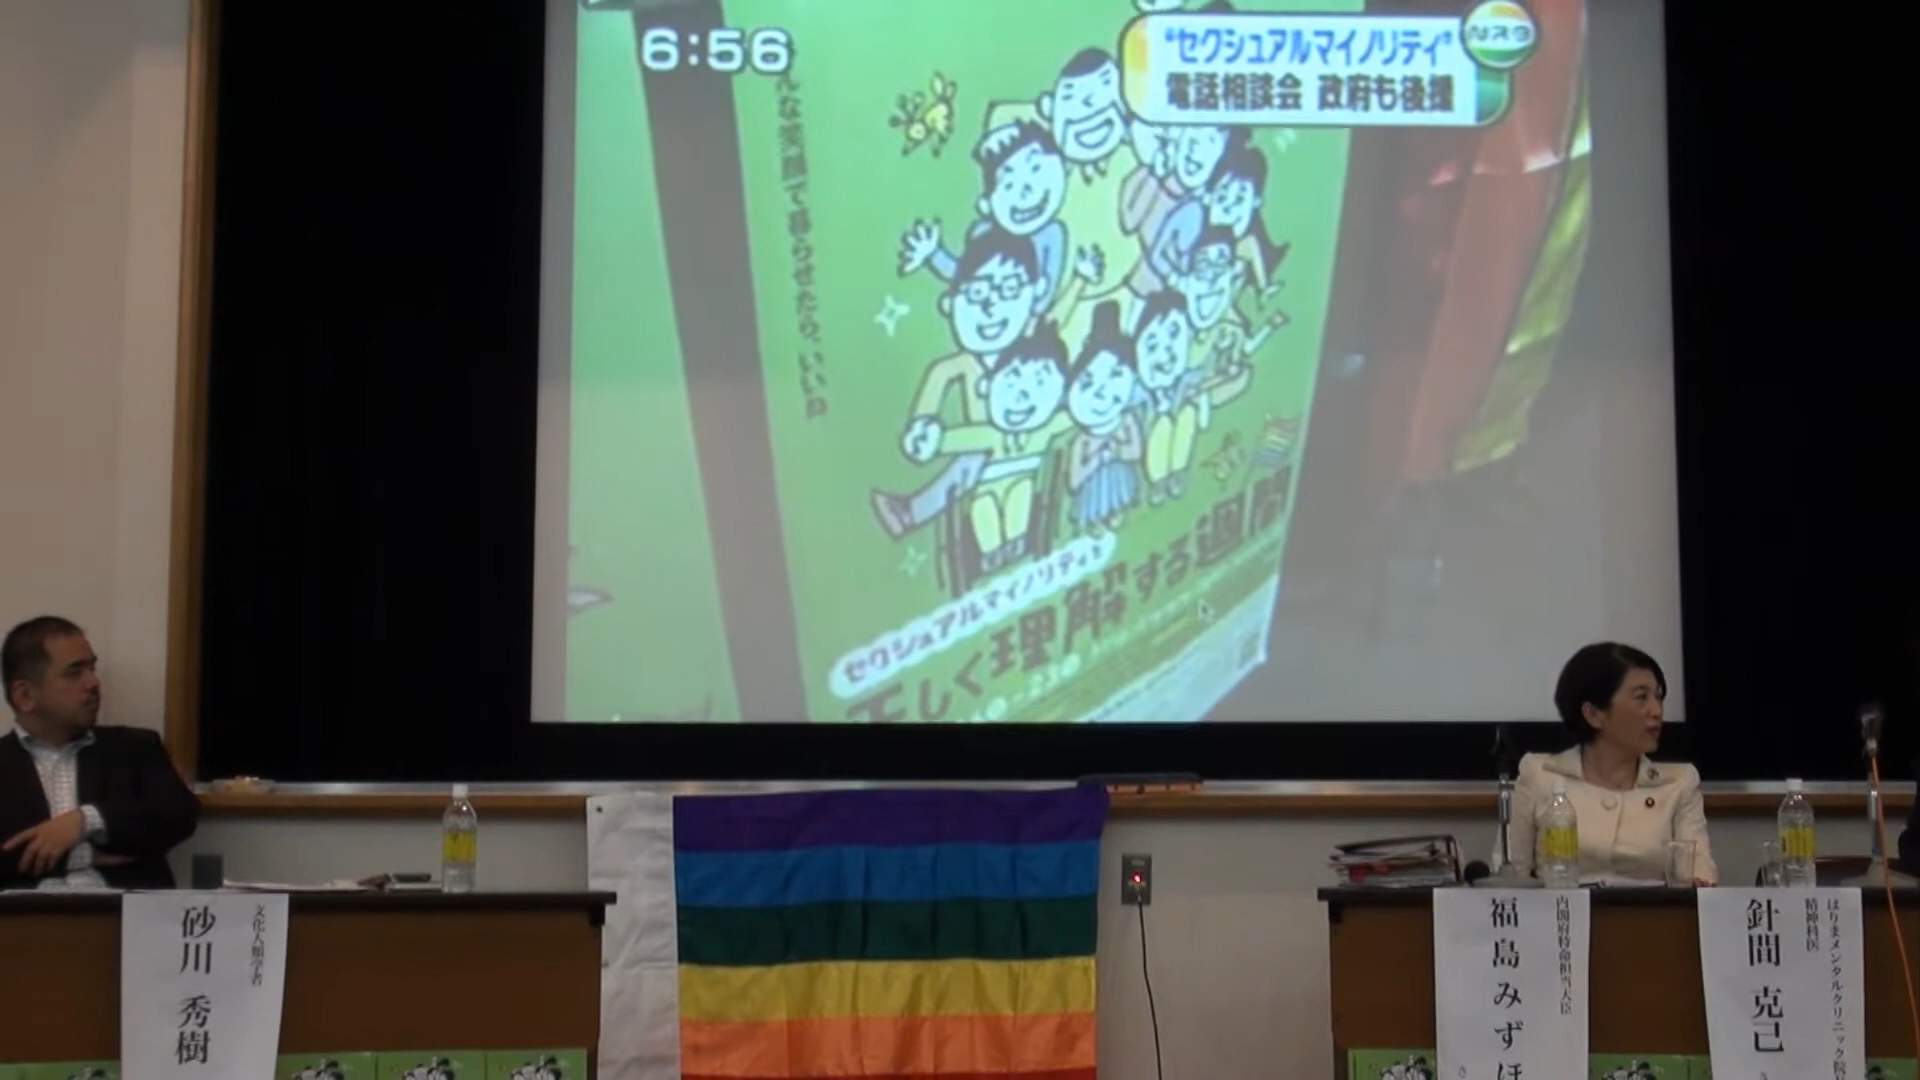 6:56
"セクシュアルマイノリティ"
電話相談会 政府も後援
Nスタ
んな笑顔で暮らせたら、いいね
セクシュアルマイノリティを
正しく理解する週間
文化人類学者
砂川 秀樹
内閣府特命担当大臣
福島みずほ
はりまメンタルクリニック院
精神科医
針間 克己